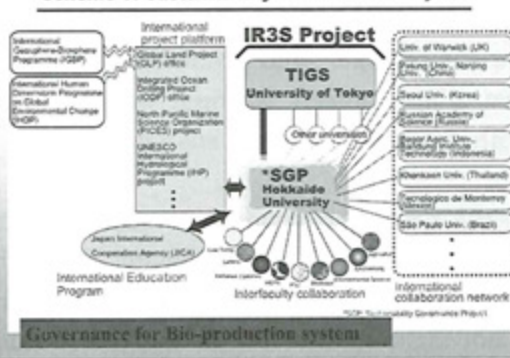 International
Geosphere-Biosphere
Programme (IGBP)
International Human
Dimension Programme
on Global
Environmental Change (IHDP)
International
project platform
Global Land Project
(GLP) office
Integrated Ocean
Drilling Project
(IODP) office
North Pacific Marine
Science Organization
(PICES) project
UNESCO
International
Hydrological
Programme (IHP)
project
IR3S Project
TIGS
University of Tokyo
Other universities
*SGP
Hokkaido
University
Univ. of Warwick (UK)
Peking Univ., Nanjing
Univ. (China)
Seoul Univ. (Korea)
Russian Academy of
Science (Russia)
Bogor Agric. Univ.,
Bandung Institute
Technology (Indonesia)
Khonkaen Univ. (Thailand)
Tecnologico de Monterrey
(Mexico)
São Paulo Univ. (Brazil)
International
collaboration network
Japan International
Cooperation Agency (JICA)
International Education
Program
Interfaculty collaboration
*SGP: Sustainability Governance Project
Governance for Bio-production system